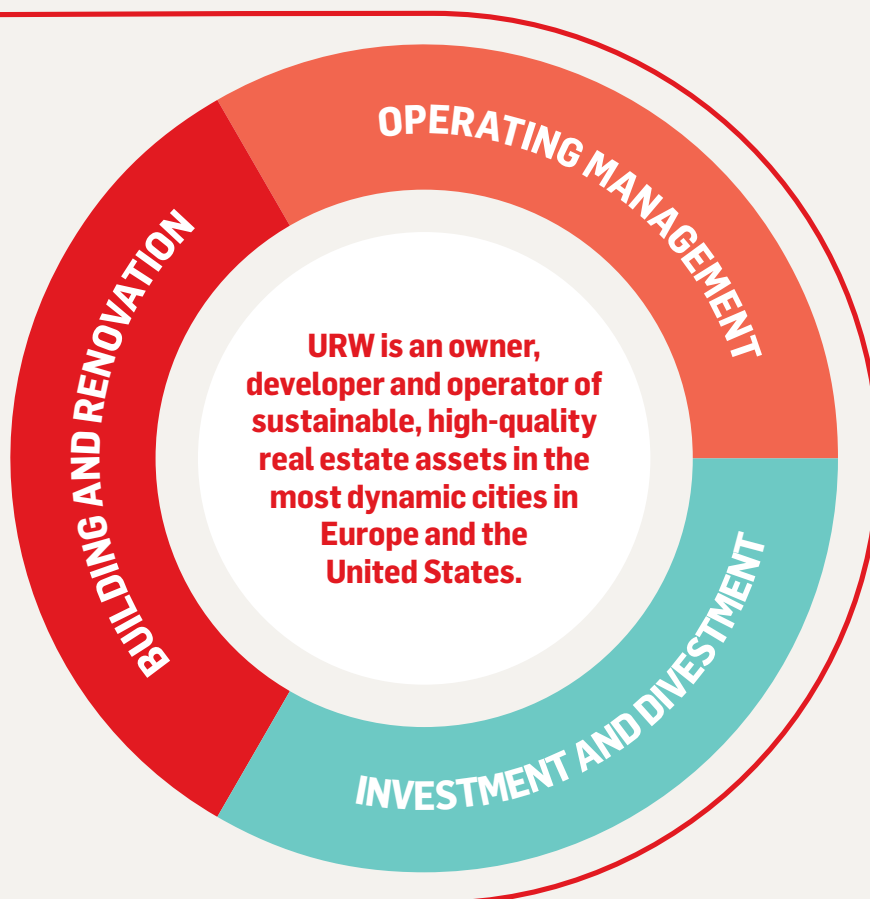 OPERATING MANAGEMENT
BUILDING AND RENOVATION
URW is an owner,
developer and operator of
sustainable, high-quality
real estate assets in the
most dynamic cities in
Europe and the
United States.
INVESTMENT AND DIVESTMENT